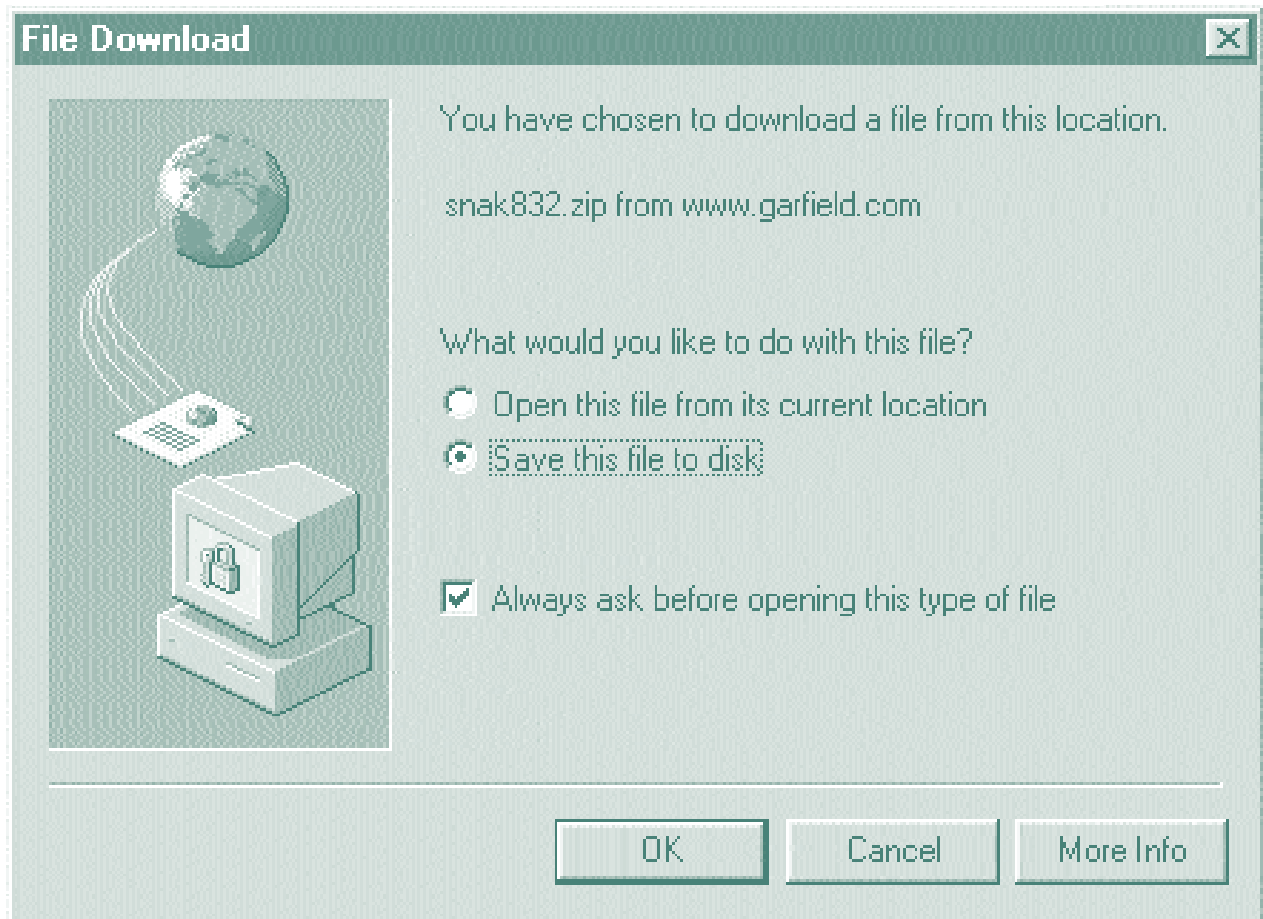 File Download
You have chosen to download a file from this location.
snak832.zip from www.garfield.com
What would you like to do with this file?
Open this file from its current location
Save this file to disk
Always ask before opening this type of file
OK
Cancel
More Info